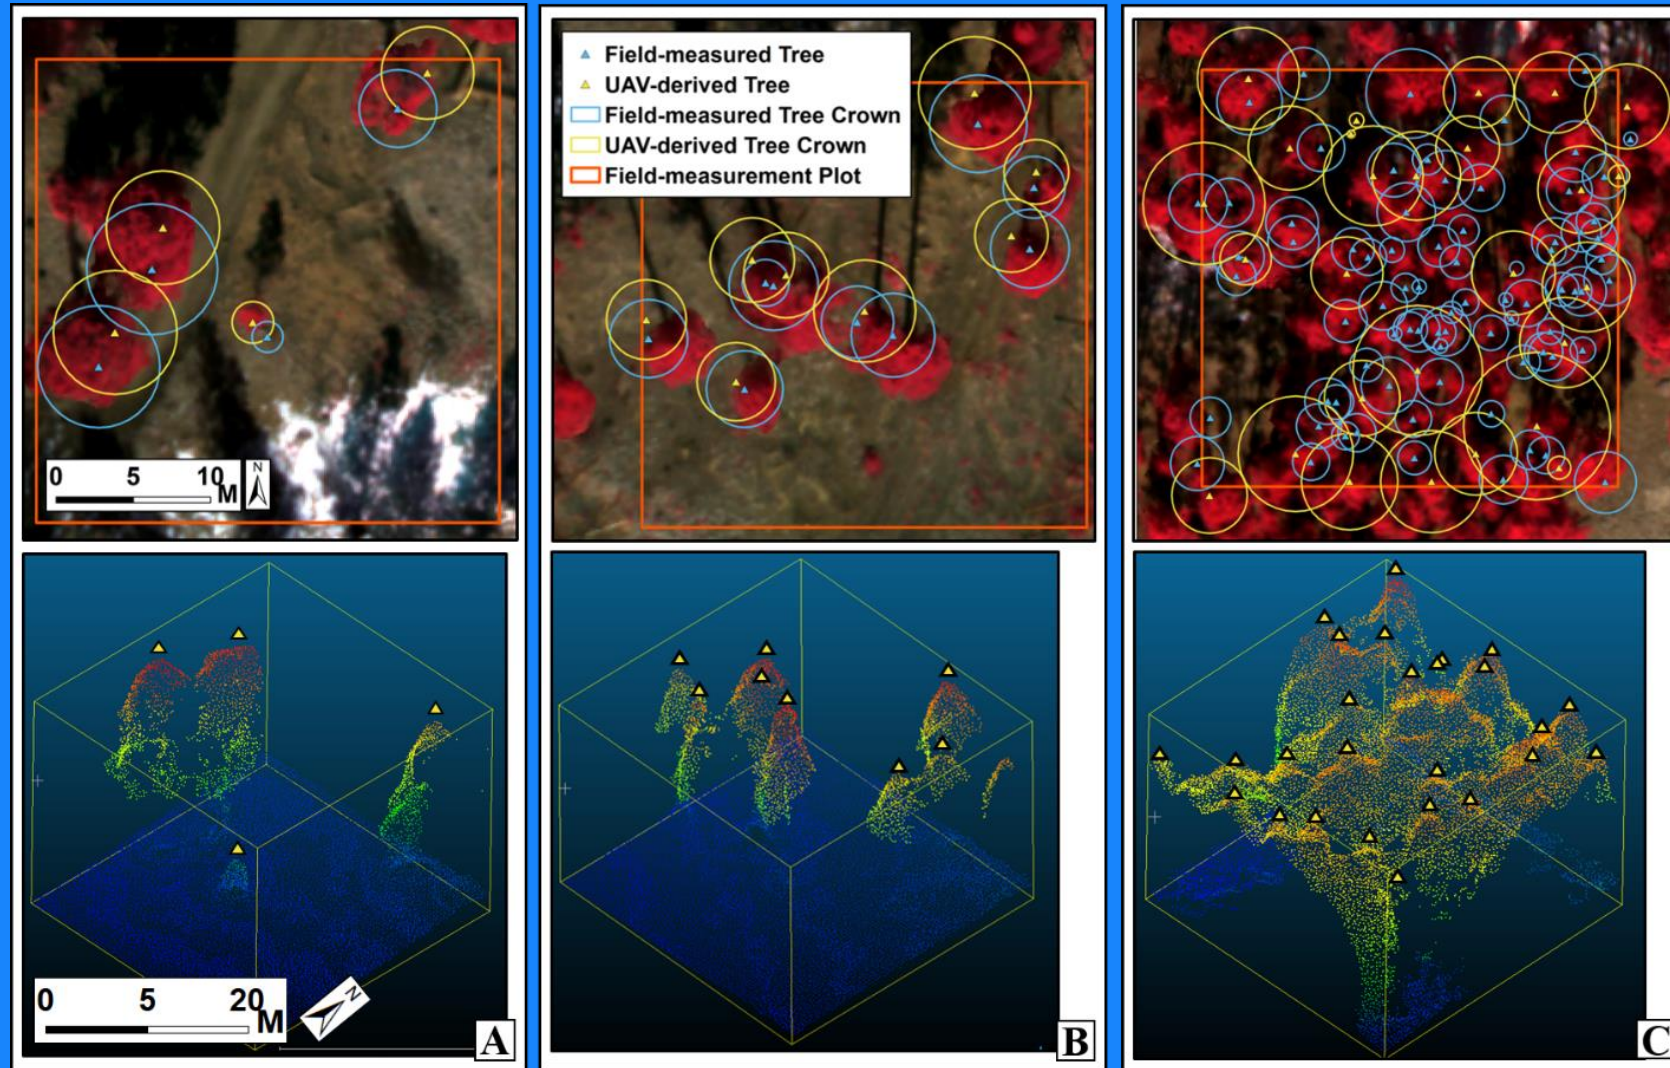 Field-measured Tree
UAV-derived Tree
Field-measured Tree Crown
UAV-derived Tree Crown
Field-measurement Plot
0 5 10 M
N
0 5 20 M
N
A
B
C